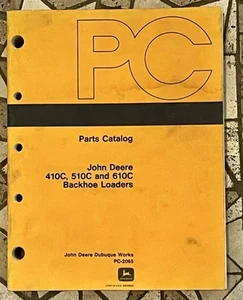 PC
Parts Catalog
John Deere
410C, 510C and 610C
Backhoe Loaders
John Deere Dubuque Works
PC-2065